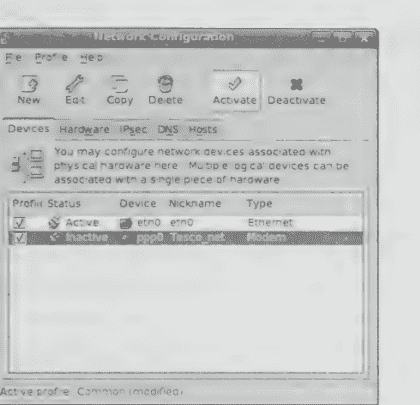 Network Configuration
File Profile Help
New Edit Copy Delete Activate Deactivate
Devices Hardware IPsec DNS Hosts
You may configure network devices associated with
physical hardware here. Multiple logical devices can be
associated with a single piece of hardware.
Profile Status Device Nickname Type
Active eth0 eth0 Ethernet
Inactive ppp0 Tesco_net Modem
Active profile: Common (modified)